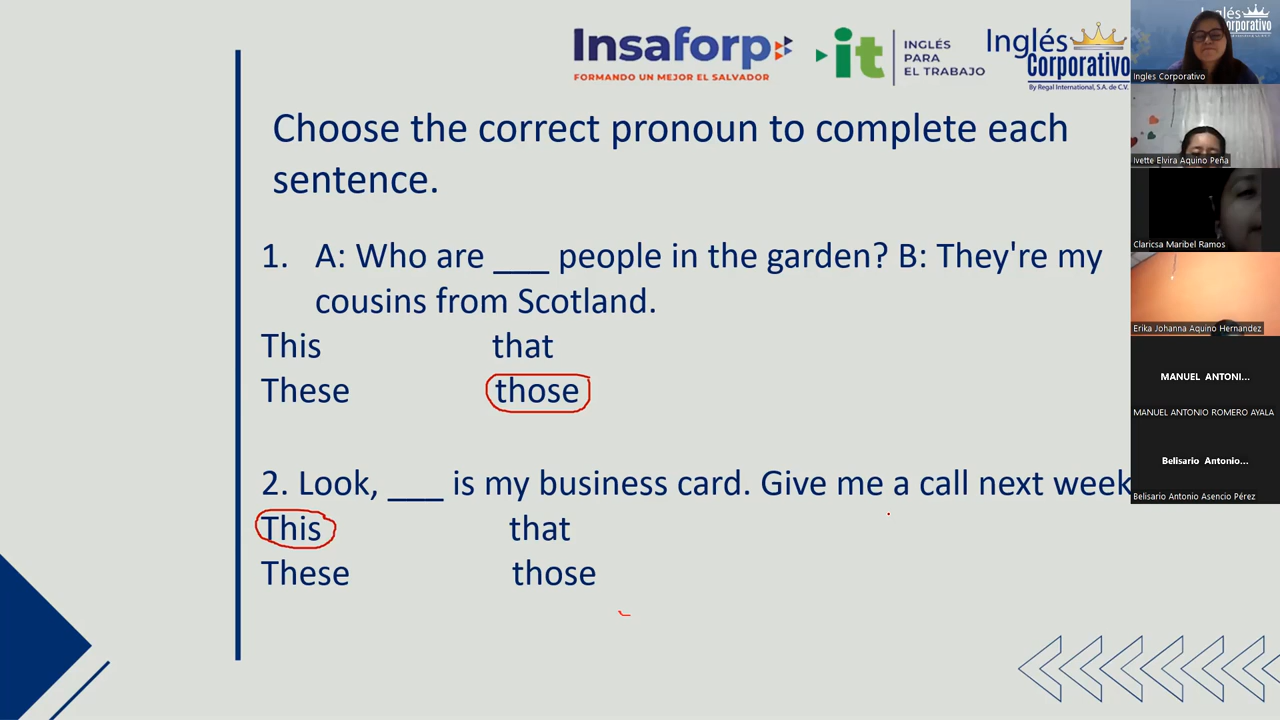 Insaforp
FORMANDO UN MEJOR EL SALVADOR
it
INGLÉS
PARA
EL TRABAJO
Inglés
Corporativo
By Regal International, S.A. de C.V.
Choose the correct pronoun to complete each
sentence.
1. A: Who are ___ people in the garden? B: They're my
cousins from Scotland.
This that
These those
2. Look, ___ is my business card. Give me a call next week
This that
These those
Inglés
Corporativo
Ingles Corporativo
Ivette Elvira Aquino Peña
Claricsa Maribel Ramos
Erika Johanna Aquino Hernandez
MANUEL ANTONI...
MANUEL ANTONIO ROMERO AYALA
Belisario Antonio...
Belisario Antonio Asencio Pérez